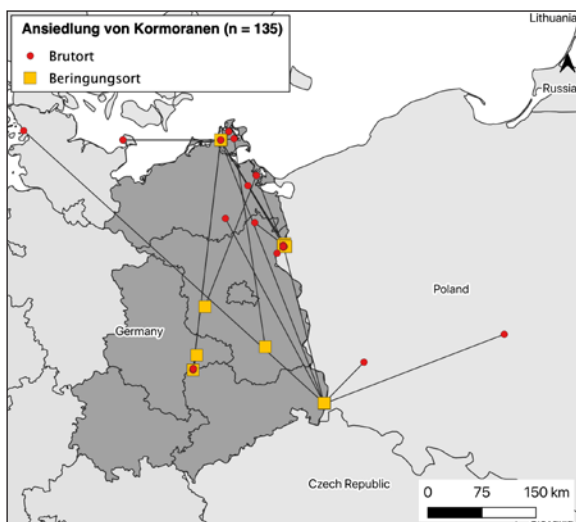 Ansiedlung von Kormoranen (n = 135)
Brutort
Beringungsort
Lithuania
Russia
Poland
Germany
Czech Republic
0 75 150 km